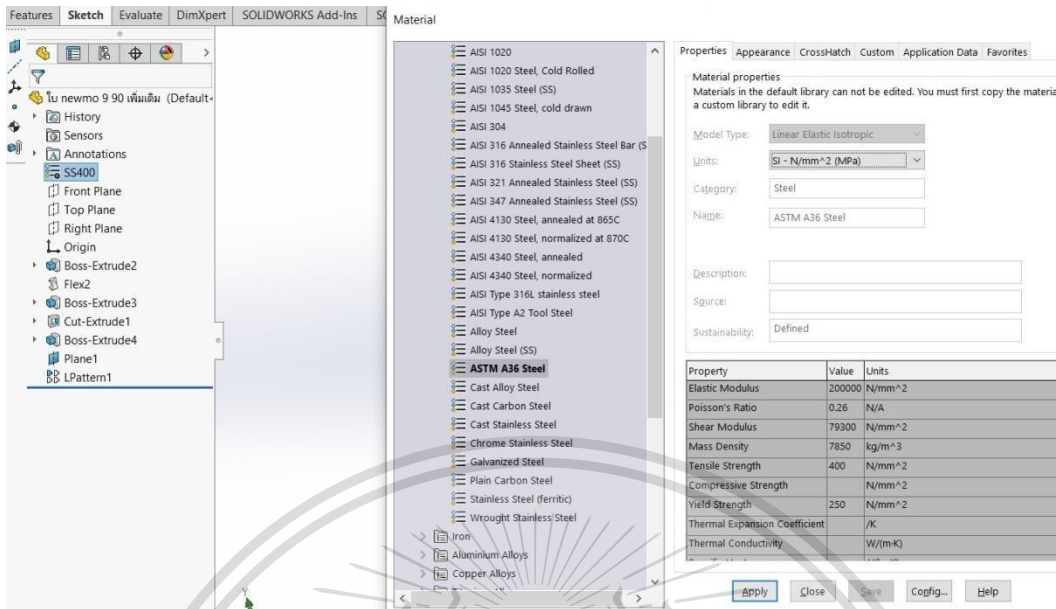 Features Sketch Evaluate DimXpert SOLIDWORKS Add-Ins
ใบ newmo 9 90 เพิ่มเติม (Default
History
Sensors
Annotations
SS400
Front Plane
Top Plane
Right Plane
Origin
Boss-Extrude2
Flex2
Boss-Extrude3
Cut-Extrude1
Boss-Extrude4
Plane1
LPattern1
Material
AISI 1020
AISI 1020 Steel, Cold Rolled
AISI 1035 Steel (SS)
AISI 1045 Steel, cold drawn
AISI 304
AISI 316 Annealed Stainless Steel Bar (S
AISI 316 Stainless Steel Sheet (SS)
AISI 321 Annealed Stainless Steel (SS)
AISI 347 Annealed Stainless Steel (SS)
AISI 4130 Steel, annealed at 865C
AISI 4130 Steel, normalized at 870C
AISI 4340 Steel, annealed
AISI 4340 Steel, normalized
AISI Type 316L stainless steel
AISI Type A2 Tool Steel
Alloy Steel
Alloy Steel (SS)
ASTM A36 Steel
Cast Alloy Steel
Cast Carbon Steel
Cast Stainless Steel
Chrome Stainless Steel
Galvanized Steel
Plain Carbon Steel
Stainless Steel (ferritic)
Wrought Stainless Steel
Iron
Aluminium Alloys
Copper Alloys
Properties Appearance CrossHatch Custom Application Data Favorites
Material properties
Materials in the default library can not be edited. You must first copy the materia
a custom library to edit it.
Model Type: Linear Elastic Isotropic
Units: SI - N/mm^2 (MPa)
Category: Steel
Name: ASTM A36 Steel
Description:
Source:
Sustainability: Defined
Property Value Units
Elastic Modulus 200000 N/mm^2
Poisson's Ratio 0.26 N/A
Shear Modulus 79300 N/mm^2
Mass Density 7850 kg/m^3
Tensile Strength 400 N/mm^2
Compressive Strength N/mm^2
Yield Strength 250 N/mm^2
Thermal Expansion Coefficient /K
Thermal Conductivity W/(m·K)
Apply Close Save Config... Help